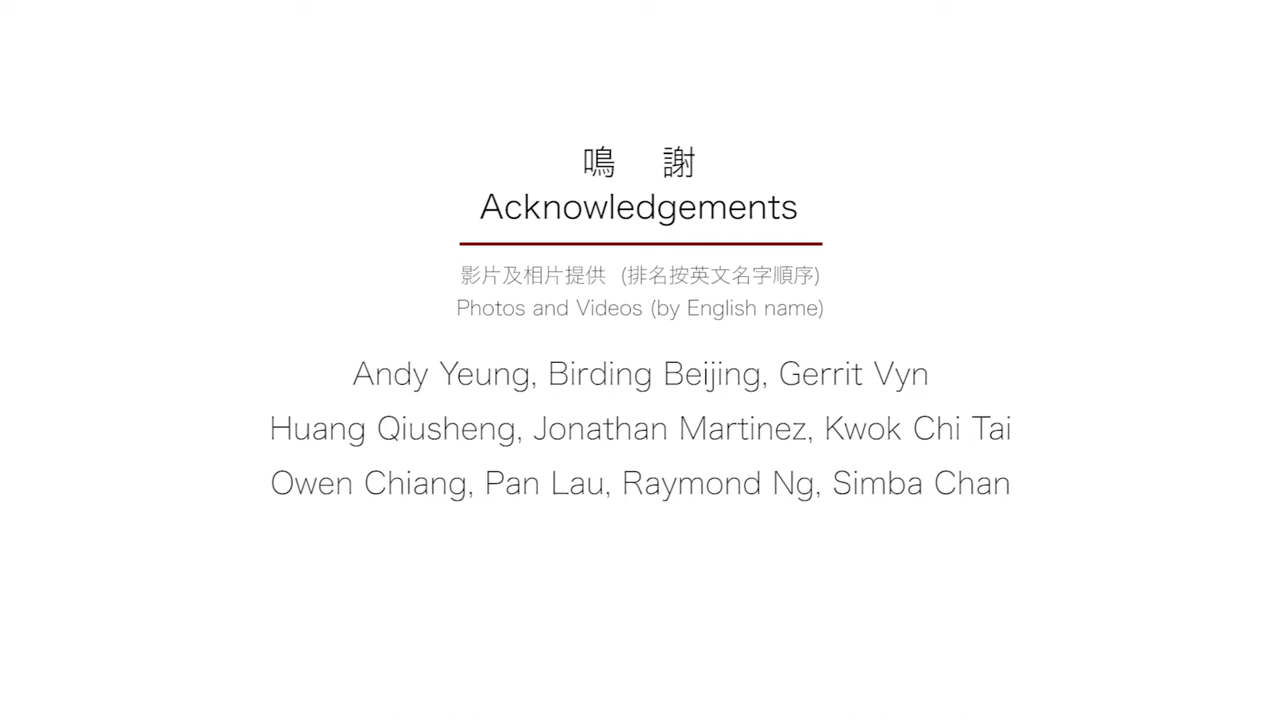 鳴 謝
Acknowledgements
影片及相片提供 (排名按英文名字順序)
Photos and Videos (by English name)
Andy Yeung, Birding Beijing, Gerrit Vyn
Huang Qiusheng, Jonathan Martinez, Kwok Chi Tai
Owen Chiang, Pan Lau, Raymond Ng, Simba Chan